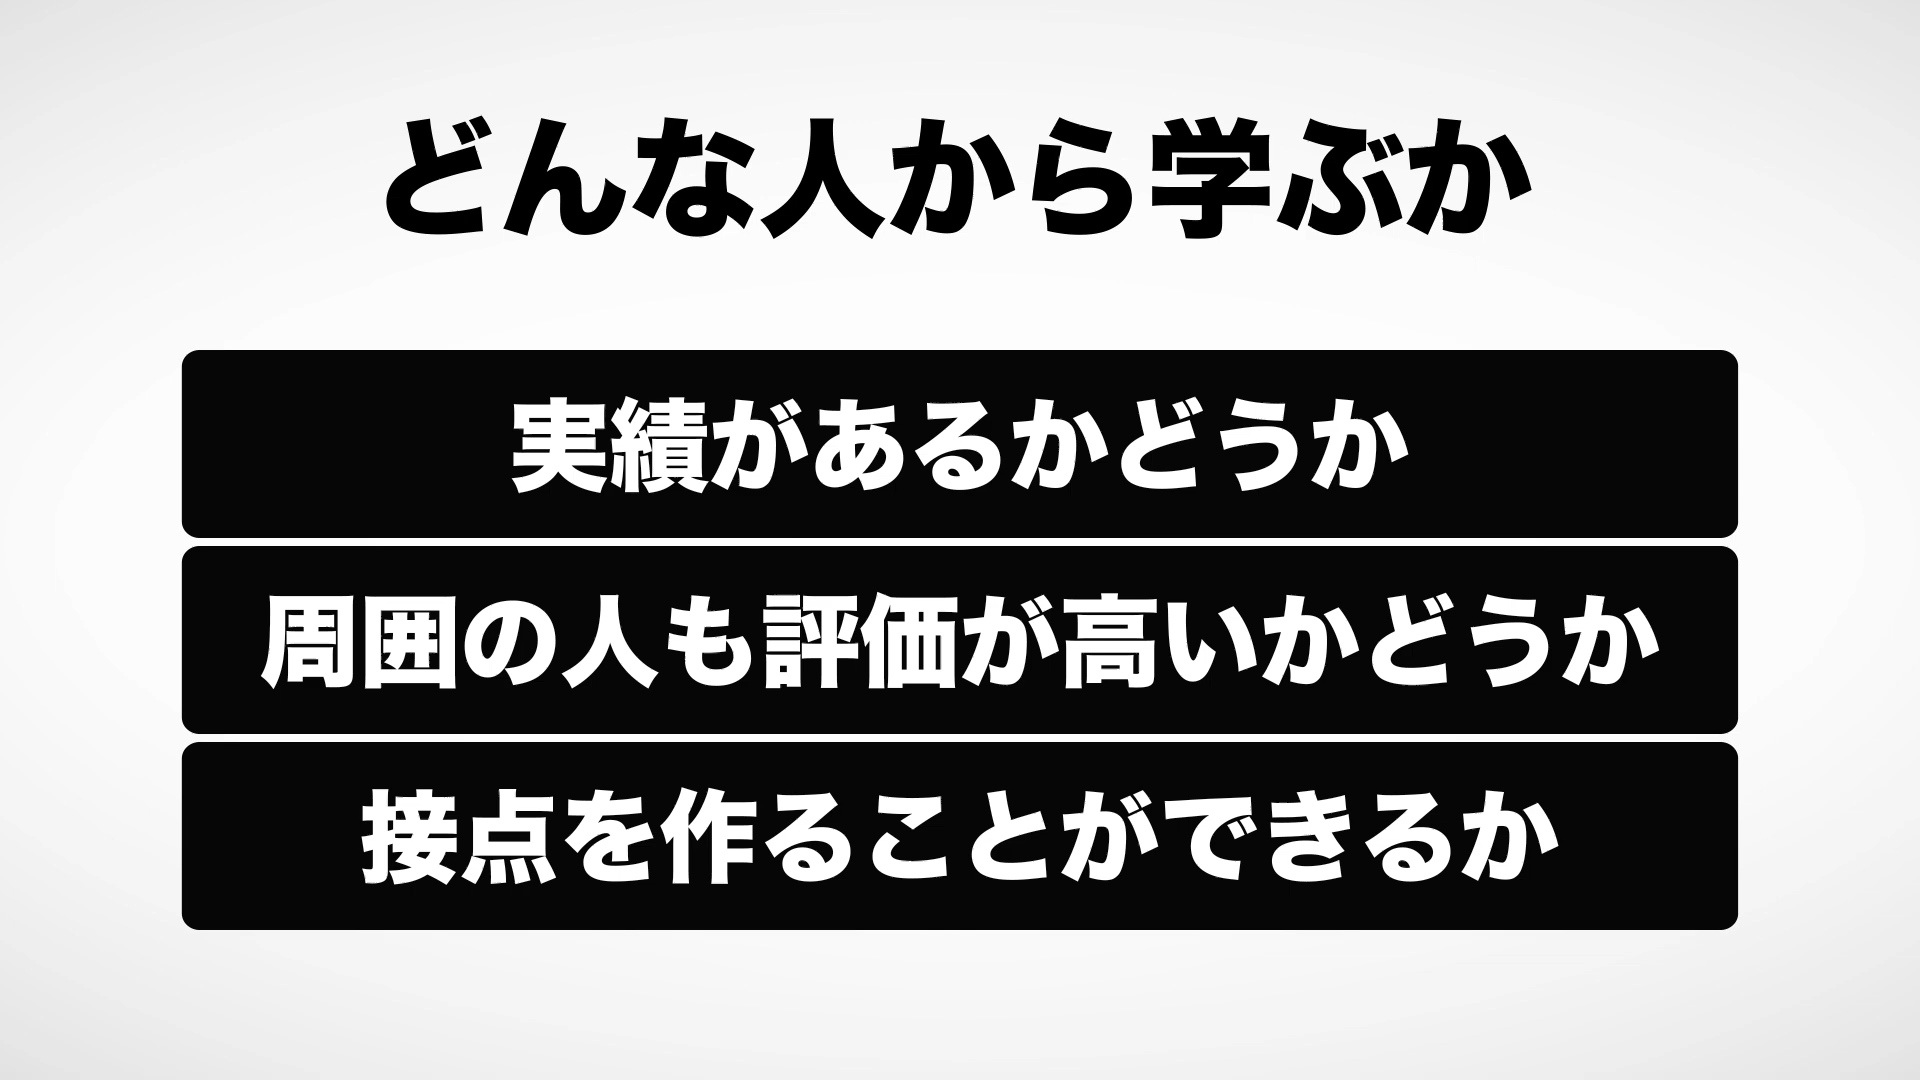 どんな人から学ぶか
実績があるかどうか
周囲の人も評価が高いかどうか
接点を作ることができるか